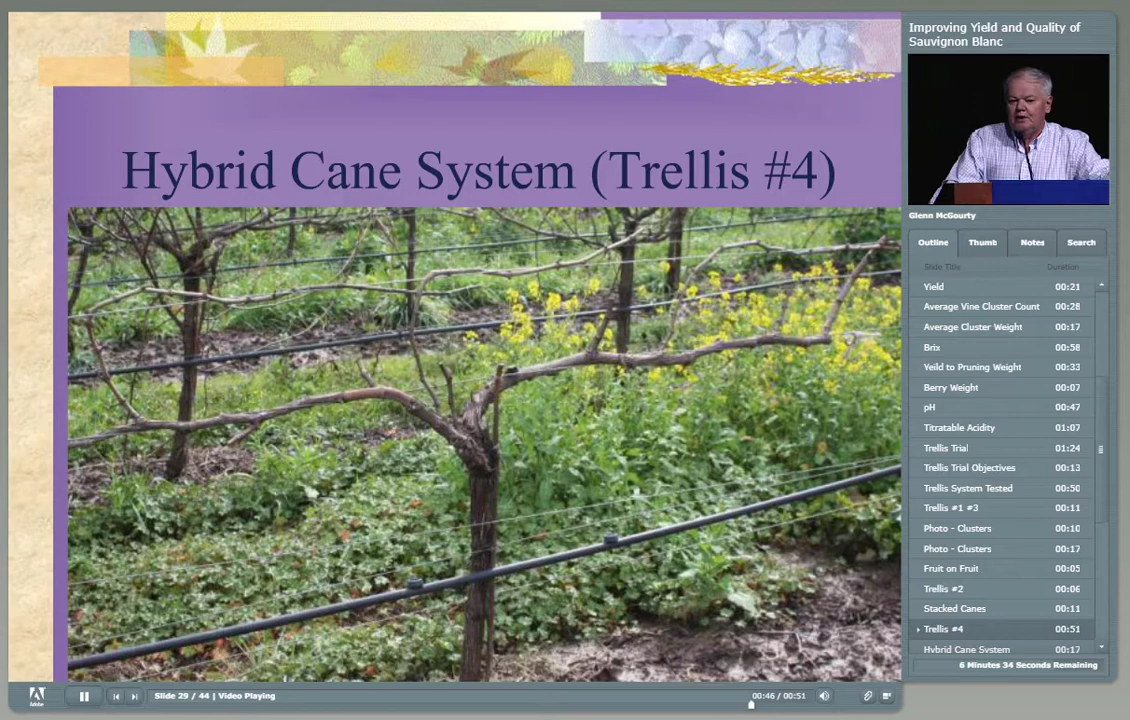 Improving Yield and Quality of
Sauvignon Blanc
Hybrid Cane System (Trellis #4)
Glenn McGourty
Outline Thumb Notes Search
Slide Title Duration
Yield 00:21
Average Vine Cluster Count 00:28
Average Cluster Weight 00:17
Brix 00:58
Yeild to Pruning Weight 00:33
Berry Weight 00:07
pH 00:47
Titratable Acidity 01:07
Trellis Trial 01:24
Trellis Trial Objectives 00:13
Trellis System Tested 00:50
Trellis #1 #3 00:11
Photo - Clusters 00:10
Photo - Clusters 00:17
Fruit on Fruit 00:05
Trellis #2 00:06
Stacked Canes 00:11
Trellis #4 00:51
Hybrid Cane System 00:17
6 Minutes 34 Seconds Remaining
Adobe
Slide 29 / 44 | Video Playing
00:46 / 00:51